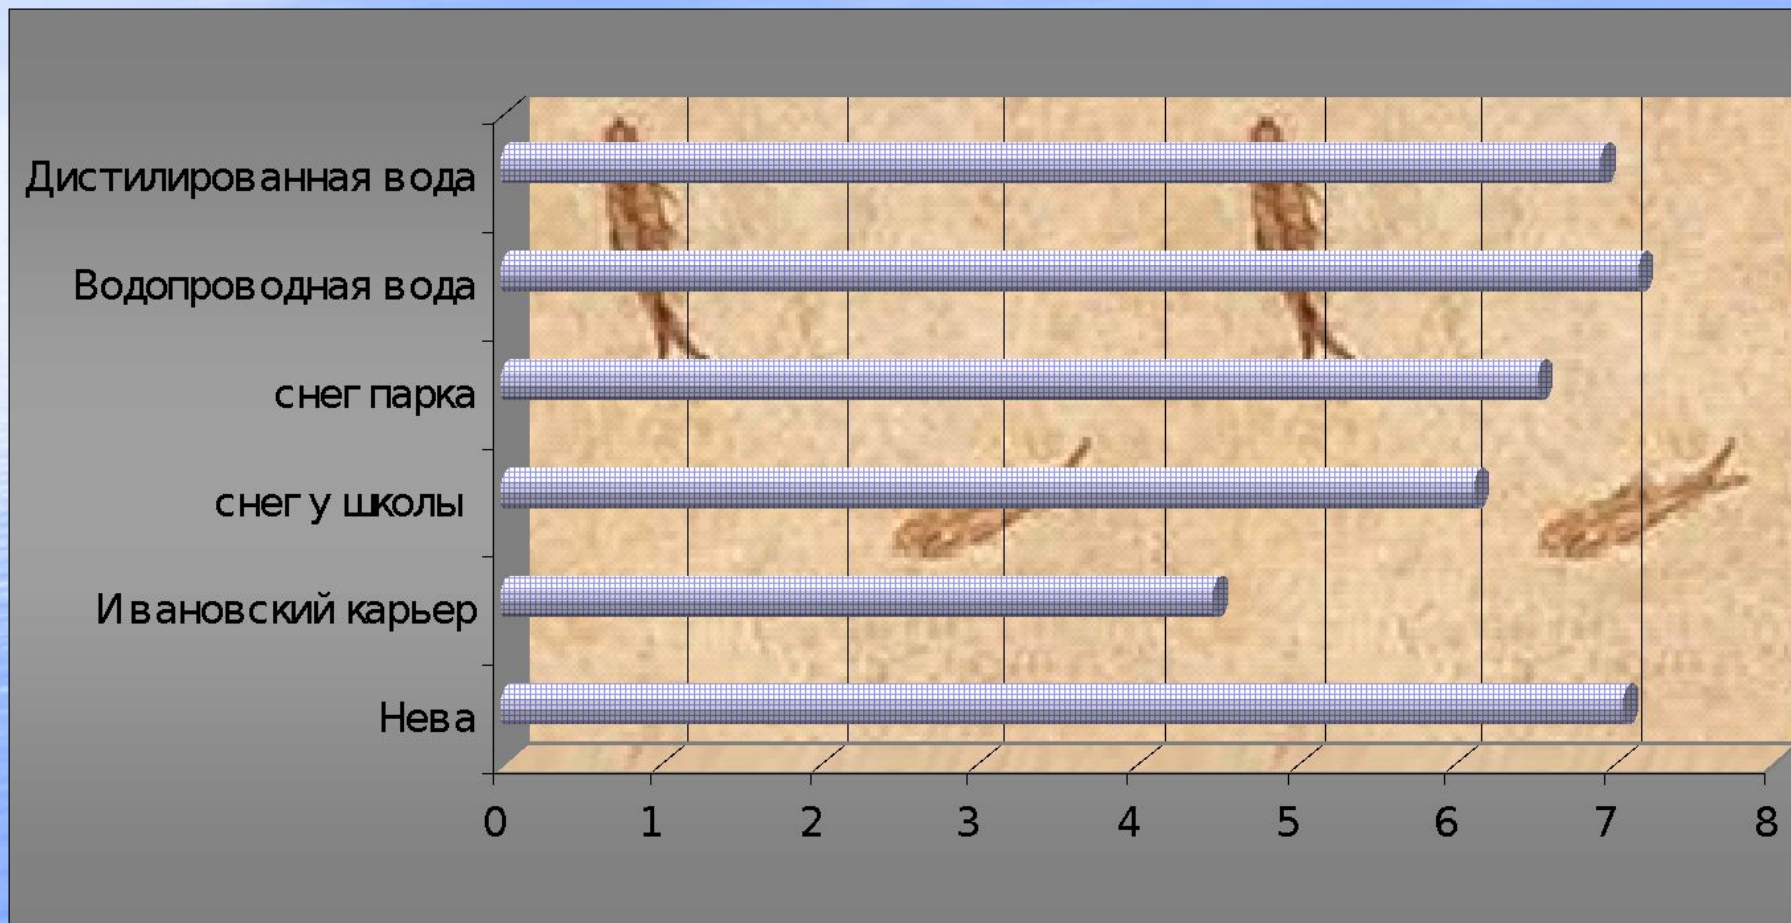 Дистилированная вода
Водопроводная вода
снег парка
снег у школы
Ивановский карьер
Нева
0 1 2 3 4 5 6 7 8